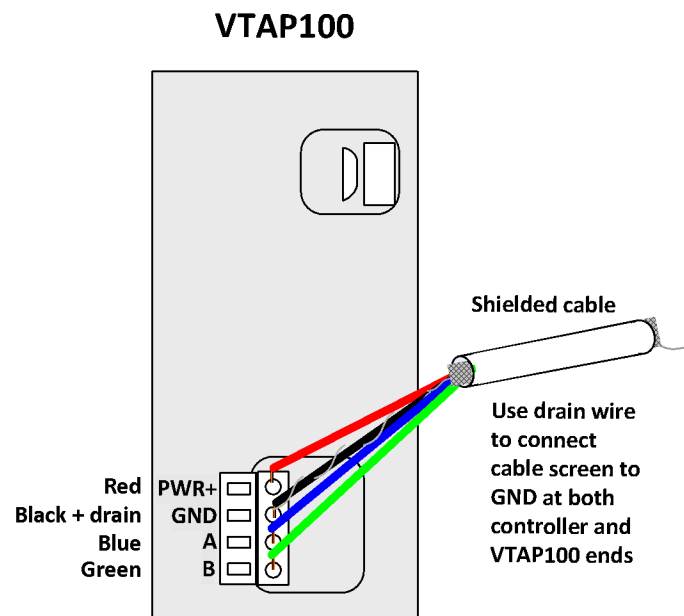 VTAP100
Shielded cable
Use drain wire
to connect
cable screen to
GND at both
controller and
VTAP100 ends
Red PWR+
Black + drain GND
Blue A
Green B